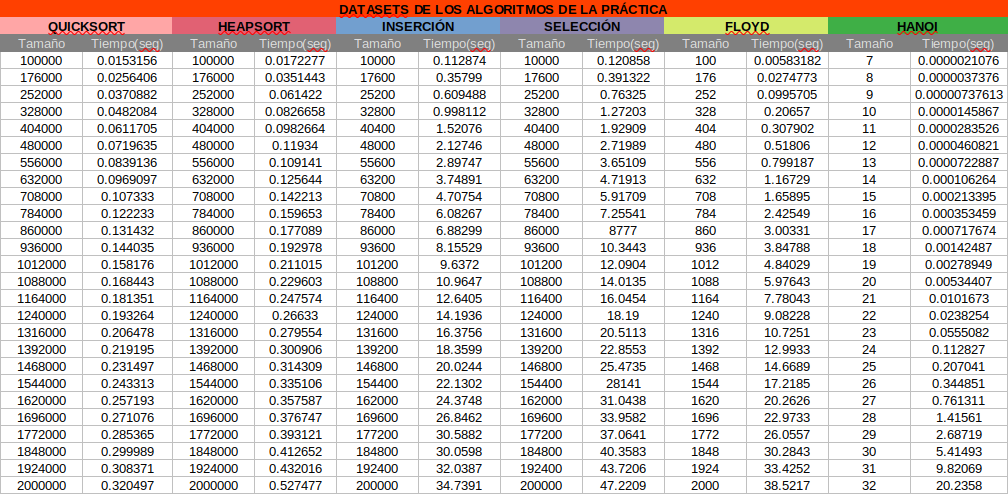 DATASETS DE LOS ALGORITMOS DE LA PRÁCTICA
QUICKSORT HEAPSORT INSERCIÓN SELECCIÓN FLOYD HANOI
Tamaño Tiempo(seg) Tamaño Tiempo(seg) Tamaño Tiempo(seg) Tamaño Tiempo(seg) Tamaño Tiempo(seg) Tamaño Tiempo(seg)
100000 0.0153156 100000 0.0172277 10000 0.112874 10000 0.120858 100 0.00583182 7 0.0000021076
176000 0.0256406 176000 0.0351443 17600 0.35799 17600 0.391322 176 0.0274773 8 0.0000037376
252000 0.0370882 252000 0.061422 25200 0.609488 25200 0.76325 252 0.0995705 9 0.00000737613
328000 0.0482084 328000 0.0826658 32800 0.998112 32800 1.27203 328 0.20657 10 0.0000145867
404000 0.0611705 404000 0.0982664 40400 1.52076 40400 1.92909 404 0.307902 11 0.0000283526
480000 0.0719635 480000 0.11934 48000 2.12746 48000 2.71989 480 0.51806 12 0.0000460821
556000 0.0839136 556000 0.109141 55600 2.89747 55600 3.65109 556 0.799187 13 0.0000722887
632000 0.0969097 632000 0.125644 63200 3.74891 63200 4.71913 632 1.16729 14 0.000106264
708000 0.107333 708000 0.142213 70800 4.70754 70800 5.91709 708 1.65895 15 0.000213395
784000 0.122233 784000 0.159653 78400 6.08267 78400 7.25541 784 2.42549 16 0.000353459
860000 0.131432 860000 0.177089 86000 6.88299 86000 8777 860 3.00331 17 0.000717674
936000 0.144035 936000 0.192978 93600 8.15529 93600 10.3443 936 3.84788 18 0.00142487
1012000 0.158176 1012000 0.211015 101200 9.6372 101200 12.0904 1012 4.84029 19 0.00278949
1088000 0.168443 1088000 0.229603 108800 10.9647 108800 14.0135 1088 5.97643 20 0.00534407
1164000 0.181351 1164000 0.247574 116400 12.6405 116400 16.0454 1164 7.78043 21 0.0101673
1240000 0.193264 1240000 0.26633 124000 14.1936 124000 18.19 1240 9.08228 22 0.0238254
1316000 0.206478 1316000 0.279554 131600 16.3756 131600 20.5113 1316 10.7251 23 0.0555082
1392000 0.219195 1392000 0.300906 139200 18.3599 139200 22.8553 1392 12.9933 24 0.112827
1468000 0.231497 1468000 0.314309 146800 20.0244 146800 25.4735 1468 14.6689 25 0.207041
1544000 0.243313 1544000 0.335106 154400 22.1302 154400 28141 1544 17.2185 26 0.344851
1620000 0.257193 1620000 0.357587 162000 24.3748 162000 31.0438 1620 20.2626 27 0.761311
1696000 0.271076 1696000 0.376747 169600 26.8462 169600 33.9582 1696 22.9733 28 1.41561
1772000 0.285365 1772000 0.393121 177200 30.5882 177200 37.0641 1772 26.0557 29 2.68719
1848000 0.299989 1848000 0.412652 184800 30.0598 184800 40.3583 1848 30.2843 30 5.41493
1924000 0.308371 1924000 0.432016 192400 32.0387 192400 43.7206 1924 33.4252 31 9.82069
2000000 0.320497 2000000 0.527477 200000 34.7391 200000 47.2209 2000 38.5217 32 20.2358